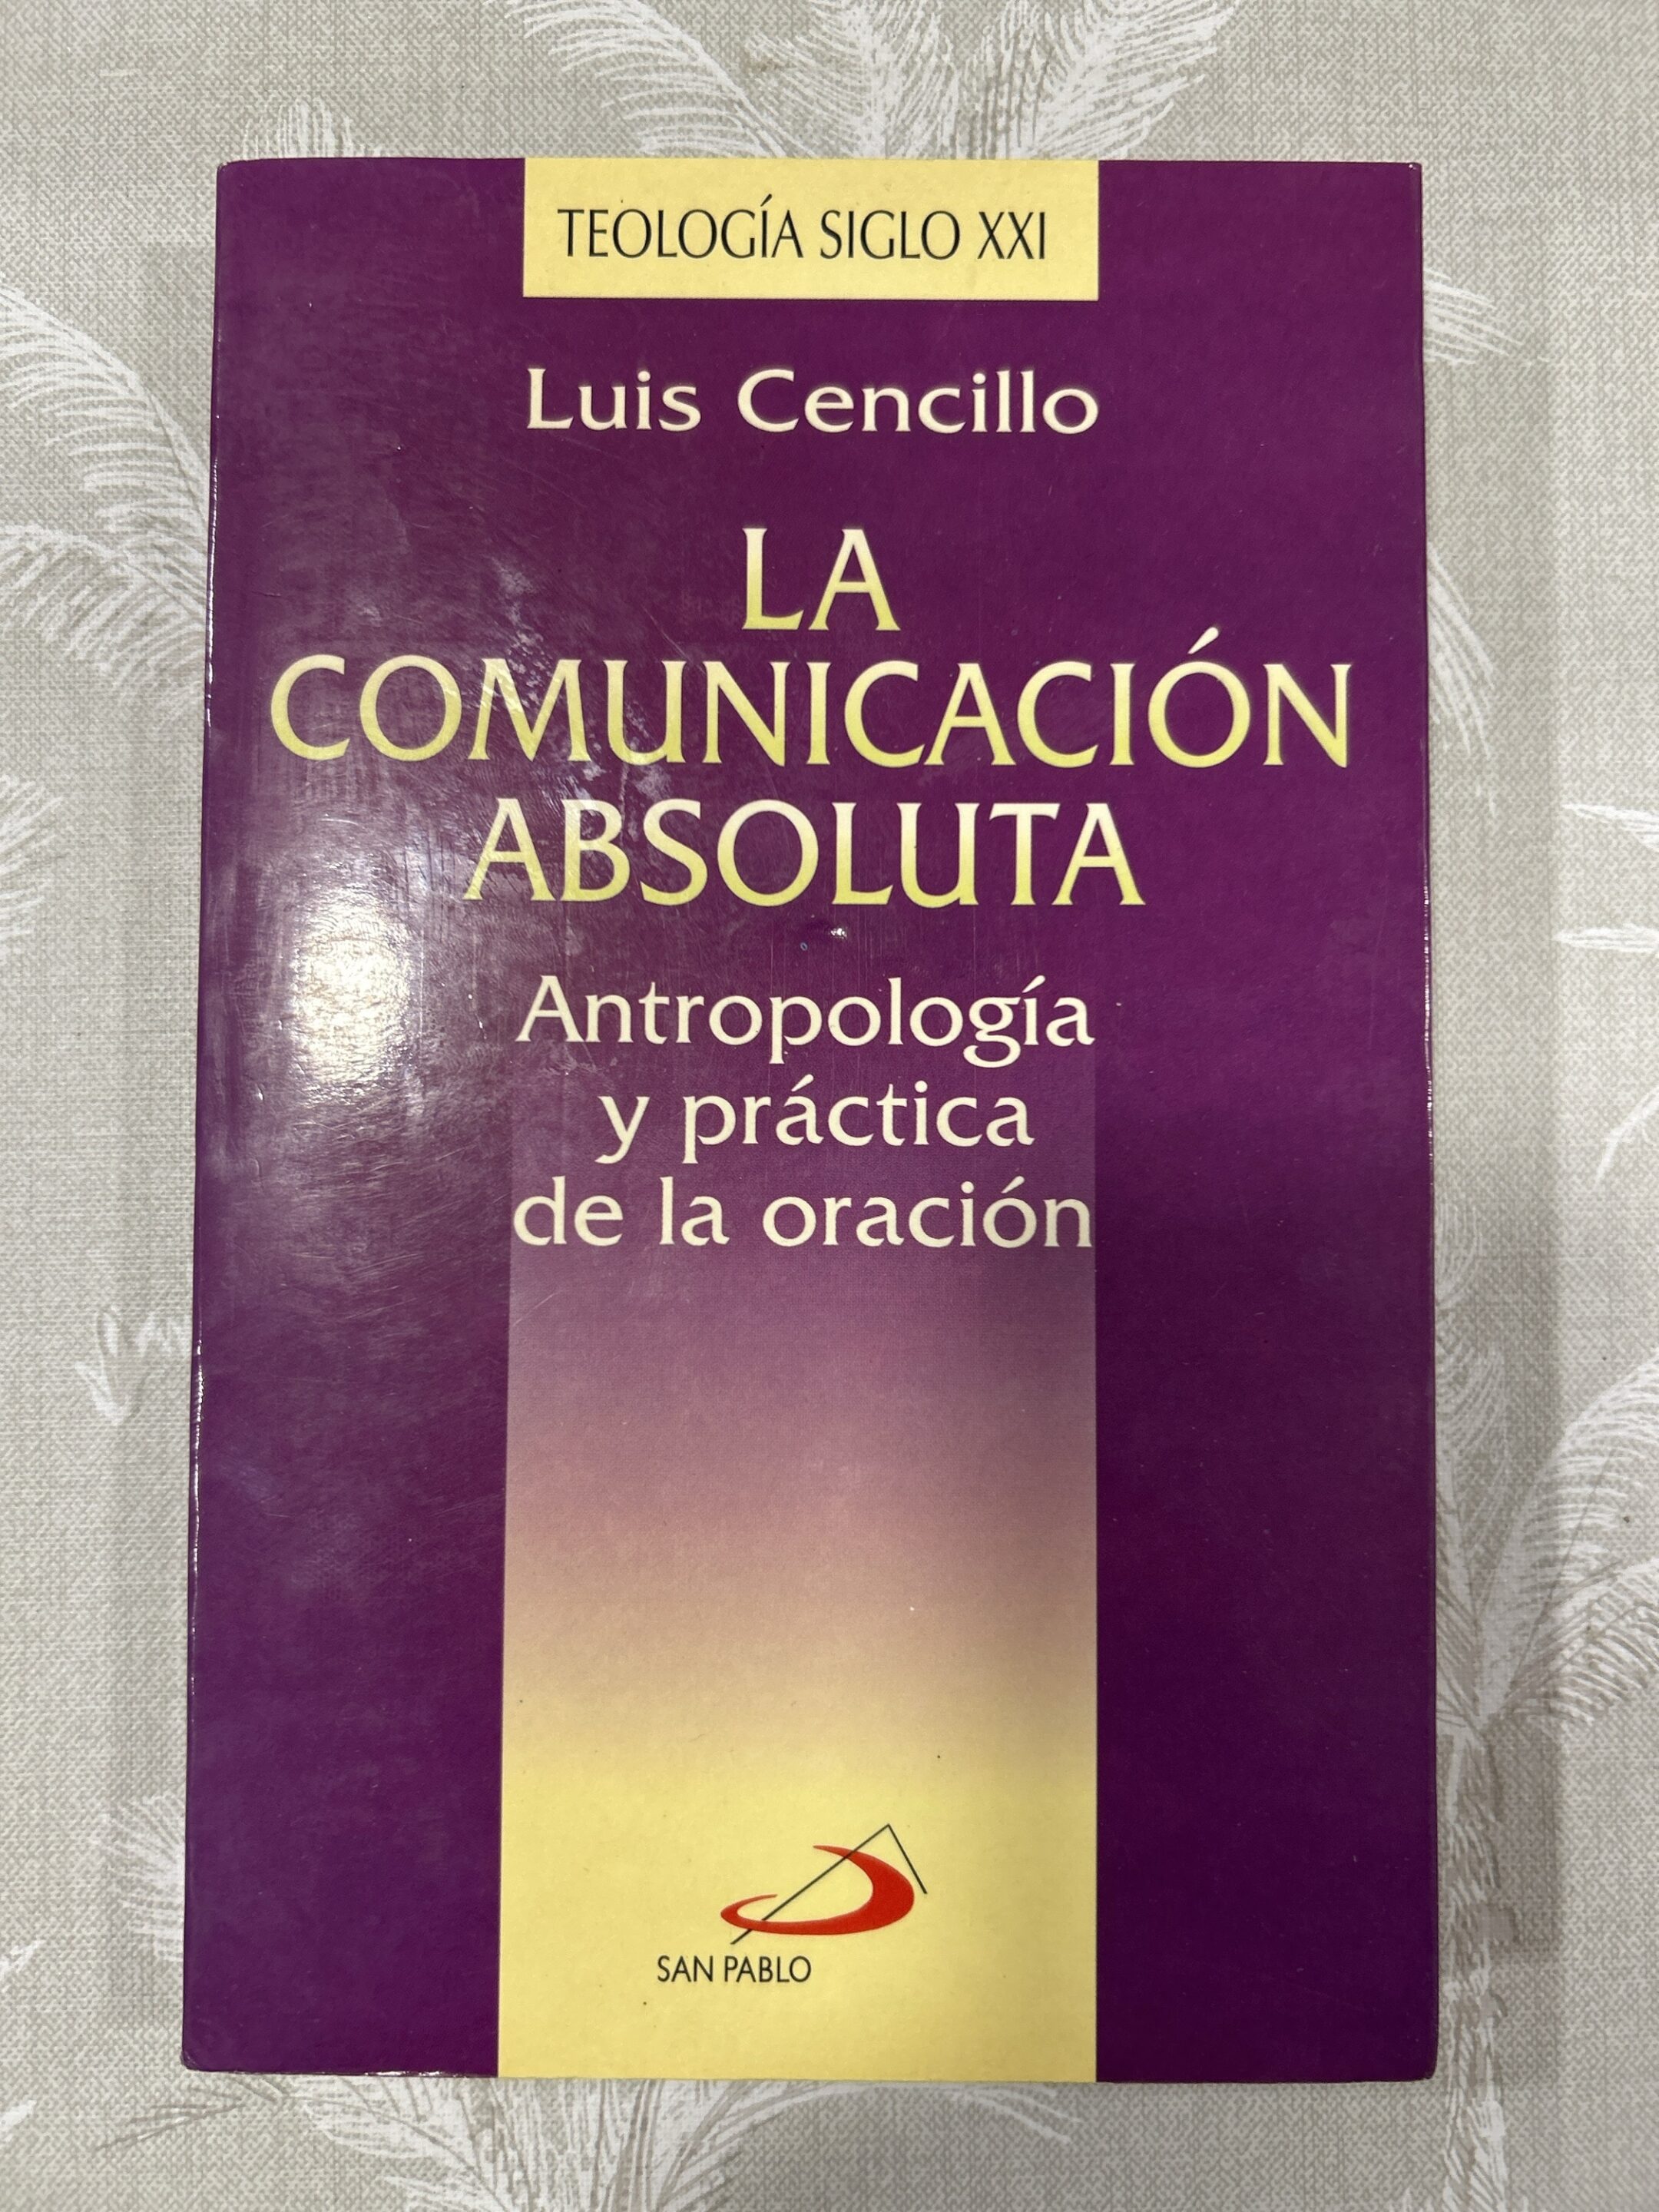 TEOLOGÍA SIGLO XXI
Luis Cencillo
LA
COMUNICACIÓN
ABSOLUTA
Antropología
y práctica
de la oración
SAN PABLO